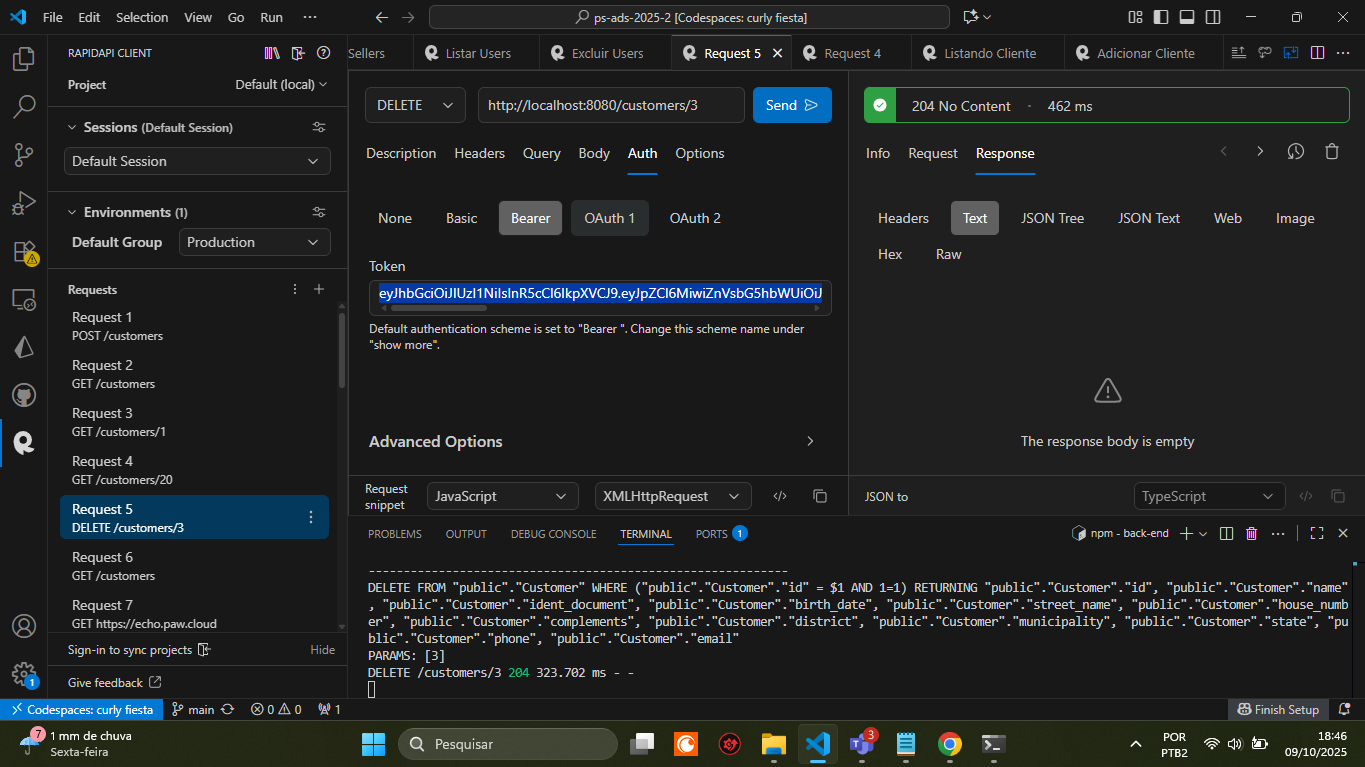 File Edit Selection View Go Run ···
ps-ads-2025-2 [Codespaces: curly fiesta]
RAPIDAPI CLIENT
Sellers
Listar Users
Excluir Users
Request 5
Request 4
Listando Cliente
Adicionar Cliente
Project
Default (local)
Sessions (Default Session)
Default Session
Environments (1)
Default Group
Production
Requests
Request 1
POST /customers
Request 2
GET /customers
Request 3
GET /customers/1
Request 4
GET /customers/20
Request 5
DELETE /customers/3
Request 6
GET /customers
Request 7
GET https://echo.paw.cloud
Sign-in to sync projects
Hide
Give feedback
DELETE
http://localhost:8080/customers/3
Send
Description Headers Query Body Auth Options
None Basic Bearer OAuth 1 OAuth 2
Token
eyJhbGciOiJIUzI1NiIsInR5cCI6IkpXVCJ9.eyJpZCI6MiwiZnVsbG5hbWUiOiJ
Default authentication scheme is set to "Bearer ". Change this scheme name under
"show more".
Advanced Options
Request
snippet
JavaScript
XMLHttpRequest
204 No Content · 462 ms
Info Request Response
Headers Text JSON Tree JSON Text Web Image
Hex Raw
The response body is empty
JSON to
TypeScript
PROBLEMS OUTPUT DEBUG CONSOLE TERMINAL PORTS 1
npm - back-end
------------------------------------------------------------
DELETE FROM "public"."Customer" WHERE ("public"."Customer"."id" = $1 AND 1=1) RETURNING "public"."Customer"."id", "public"."Customer"."name"
, "public"."Customer"."ident_document", "public"."Customer"."birth_date", "public"."Customer"."street_name", "public"."Customer"."house_numb
er", "public"."Customer"."complements", "public"."Customer"."district", "public"."Customer"."municipality", "public"."Customer"."state", "pu
blic"."Customer"."phone", "public"."Customer"."email"
PARAMS: [3]
DELETE /customers/3 204 323.702 ms - -
1
Codespaces: curly fiesta
main
0 0
1
Finish Setup
7
1 mm de chuva
Sexta-feira
Pesquisar
3
POR
PTB2
18:46
09/10/2025